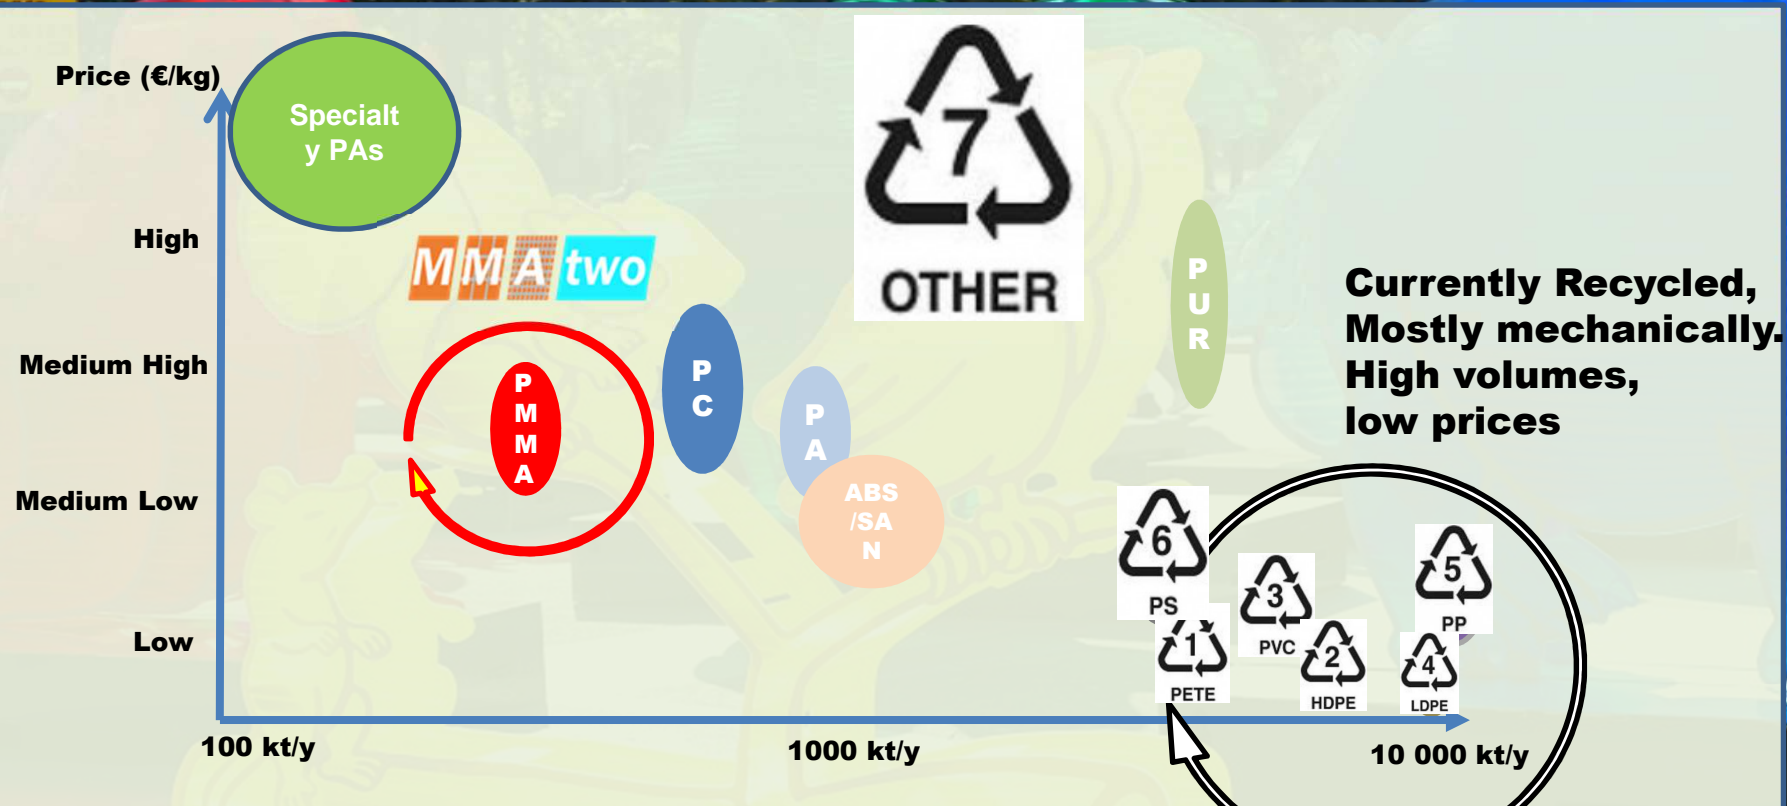 Price (€/kg)
Specialt
y PAs
High
MMA two
7
OTHER
P
U
R
Currently Recycled,
Mostly mechanically.
High volumes,
low prices
Medium High
P
M
M
A
P
C
P
A
Medium Low
ABS
/SA
N
6
PS
3
PVC
5
PP
Low
1
PETE
2
HDPE
4
LDPE
100 kt/y
1000 kt/y
10 000 kt/y